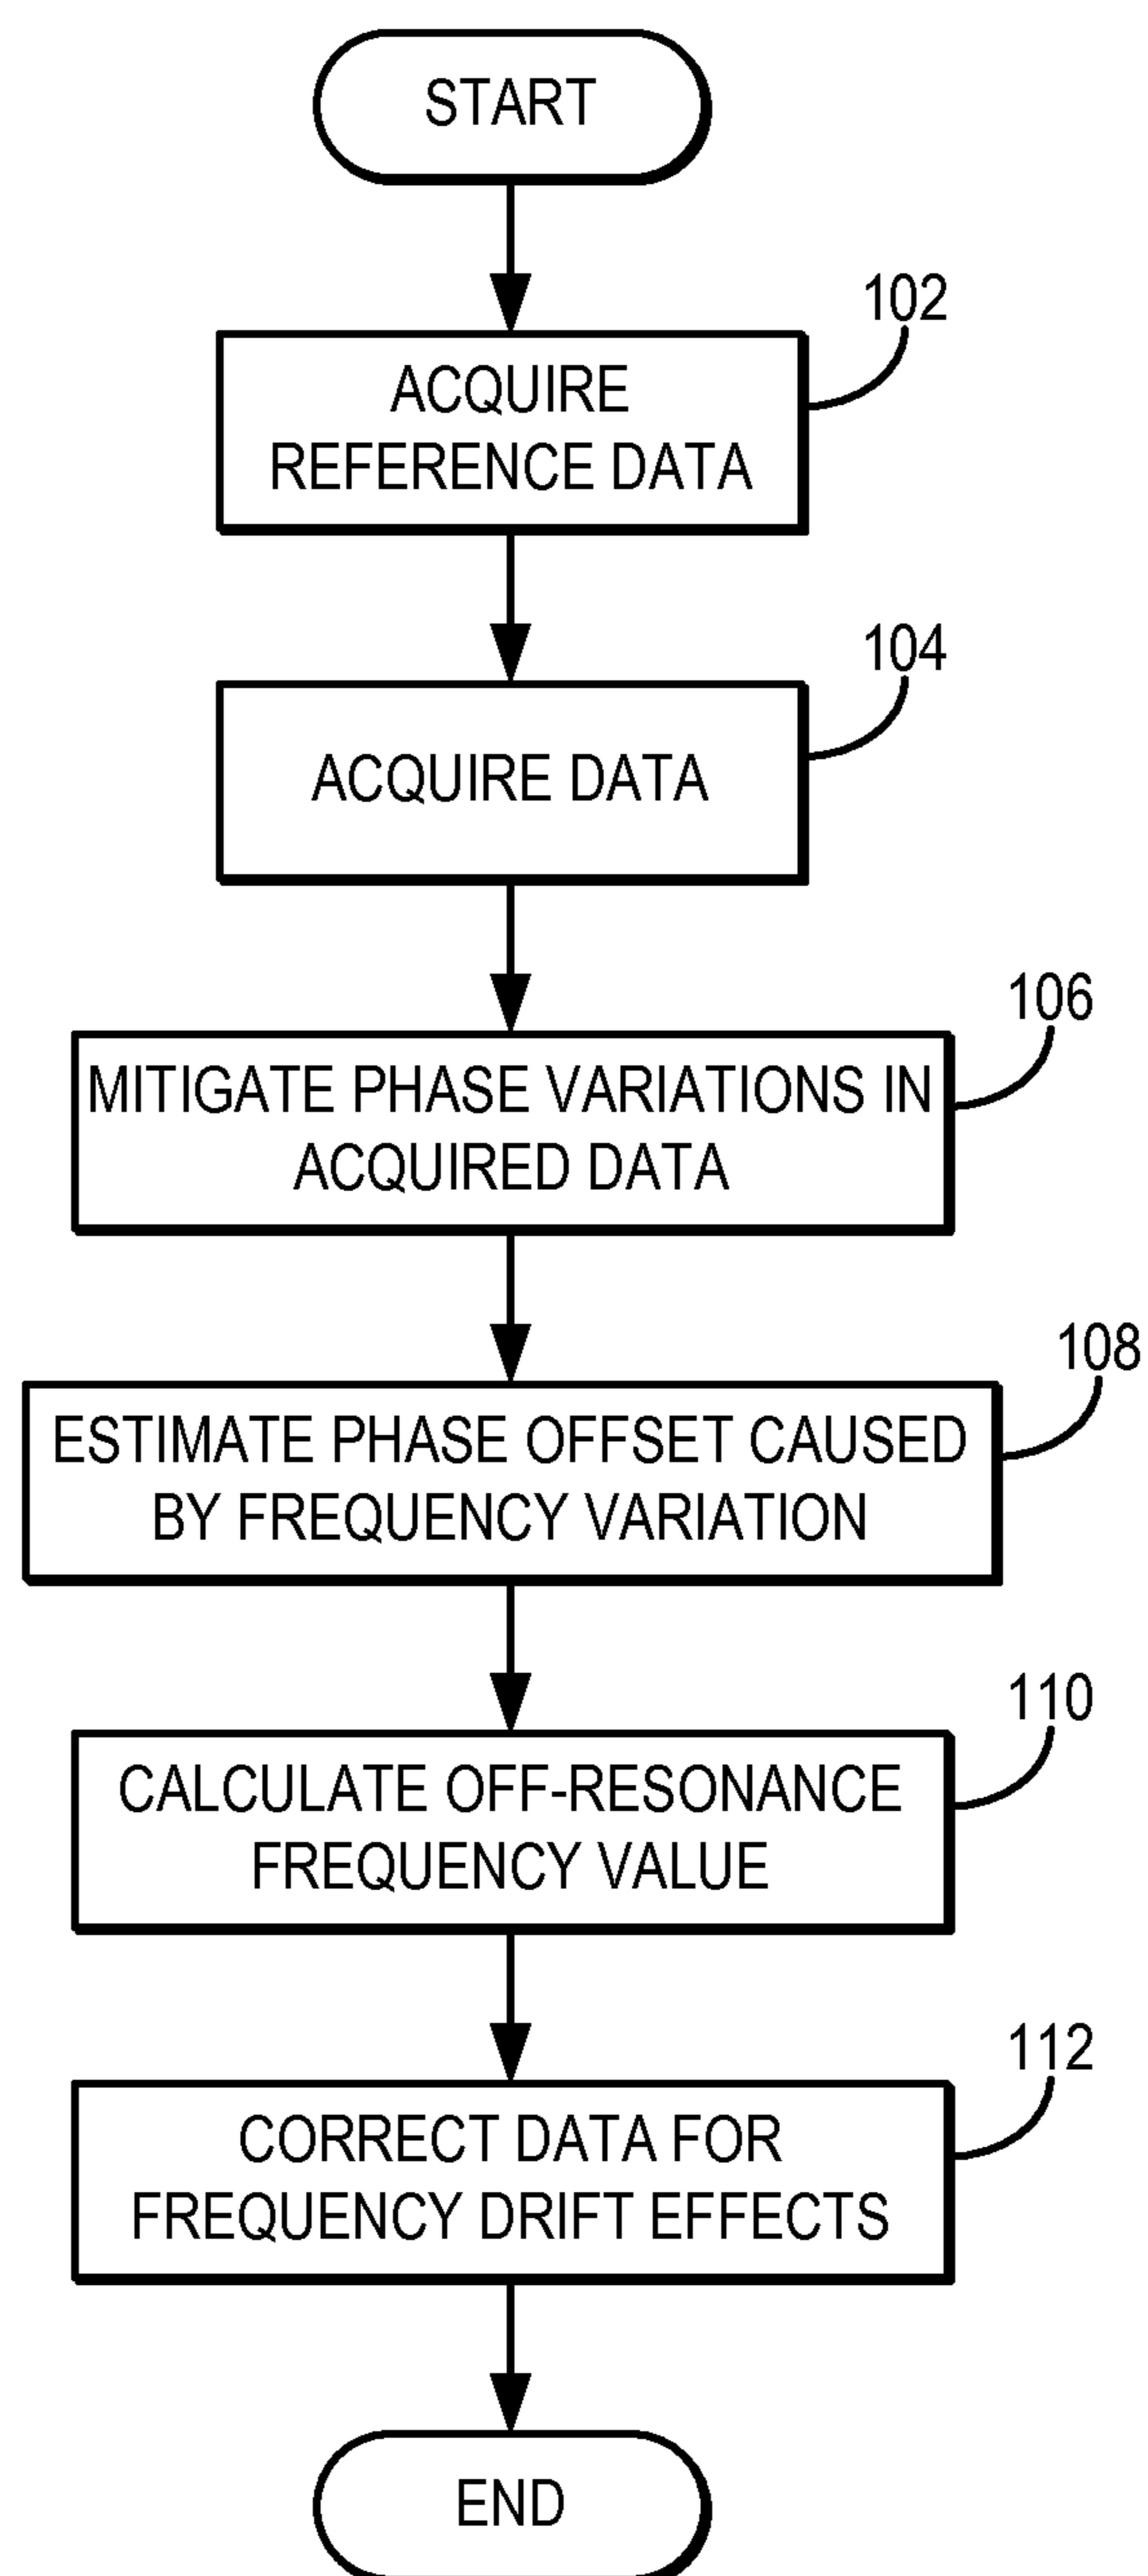 START
102
ACQUIRE
REFERENCE DATA
104
ACQUIRE DATA
106
MITIGATE PHASE VARIATIONS IN
ACQUIRED DATA
108
ESTIMATE PHASE OFFSET CAUSED
BY FREQUENCY VARIATION
110
CALCULATE OFF-RESONANCE
FREQUENCY VALUE
112
CORRECT DATA FOR
FREQUENCY DRIFT EFFECTS
END